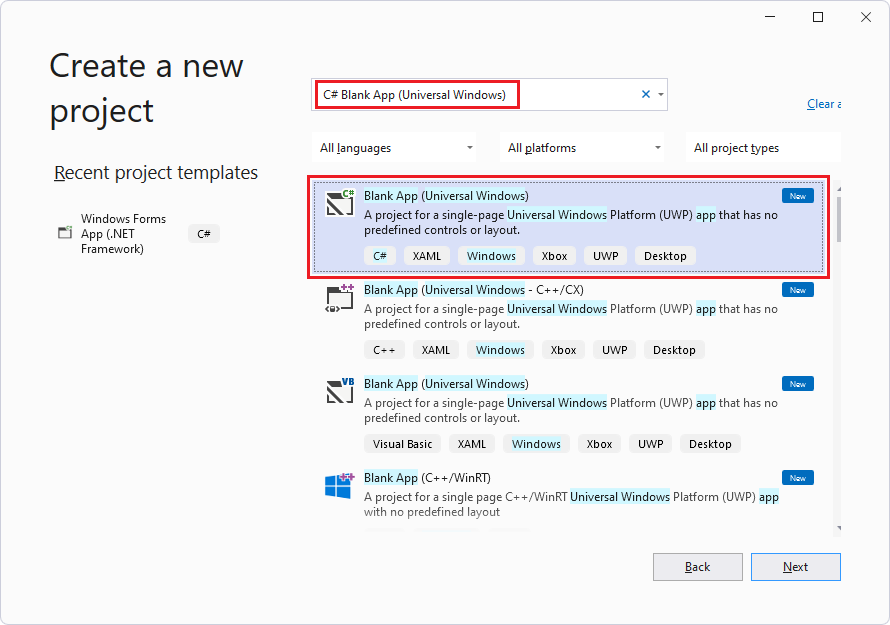 Create a new
project
C# Blank App (Universal Windows)
Clear a
All languages
All platforms
All project types
Recent project templates
Windows Forms
App (.NET
Framework)
C#
C#
Blank App (Universal Windows)
New
A project for a single-page Universal Windows Platform (UWP) app that has no
predefined controls or layout.
C# XAML Windows Xbox UWP Desktop
++
Blank App (Universal Windows - C++/CX)
New
A project for a single-page Universal Windows Platform (UWP) app that has no
predefined controls or layout.
C++ XAML Windows Xbox UWP Desktop
VB
Blank App (Universal Windows)
New
A project for a single-page Universal Windows Platform (UWP) app that has no
predefined controls or layout.
Visual Basic XAML Windows Xbox UWP Desktop
++
Blank App (C++/WinRT)
New
A project for a single page C++/WinRT Universal Windows Platform (UWP) app
with no predefined layout
Back
Next